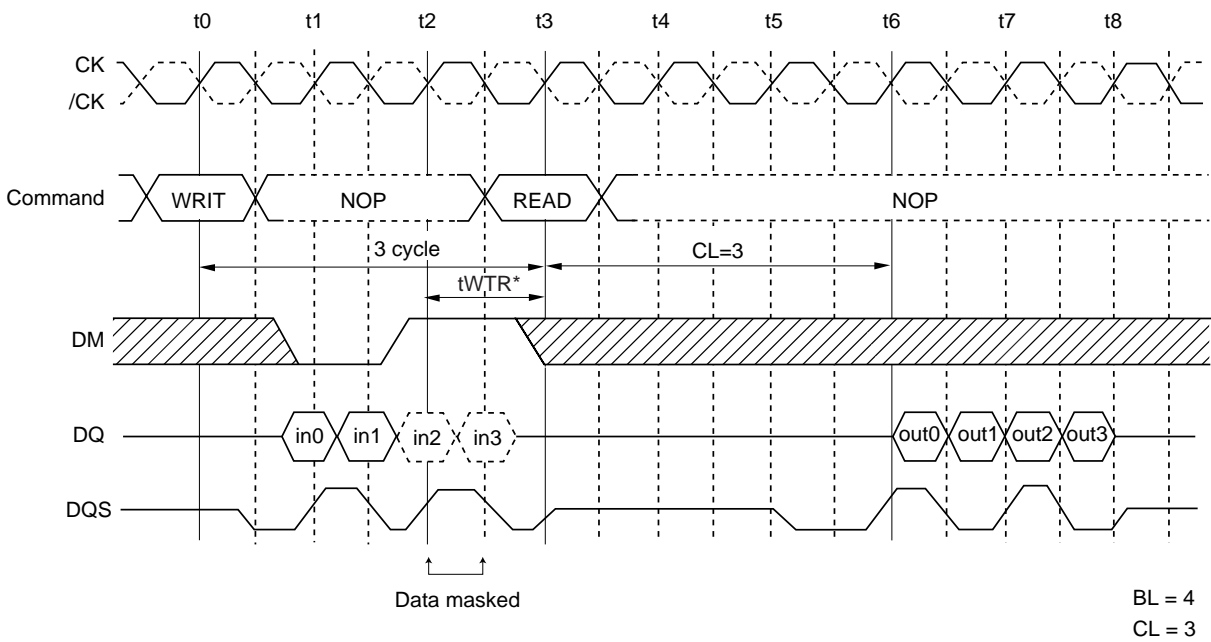 t0 t1 t2 t3 t4 t5 t6 t7 t8
CK
/CK
Command WRIT NOP READ NOP
3 cycle CL=3
tWTR*
DM
DQ in0 in1 in2 in3 out0 out1 out2 out3
DQS
Data masked
BL = 4
CL = 3